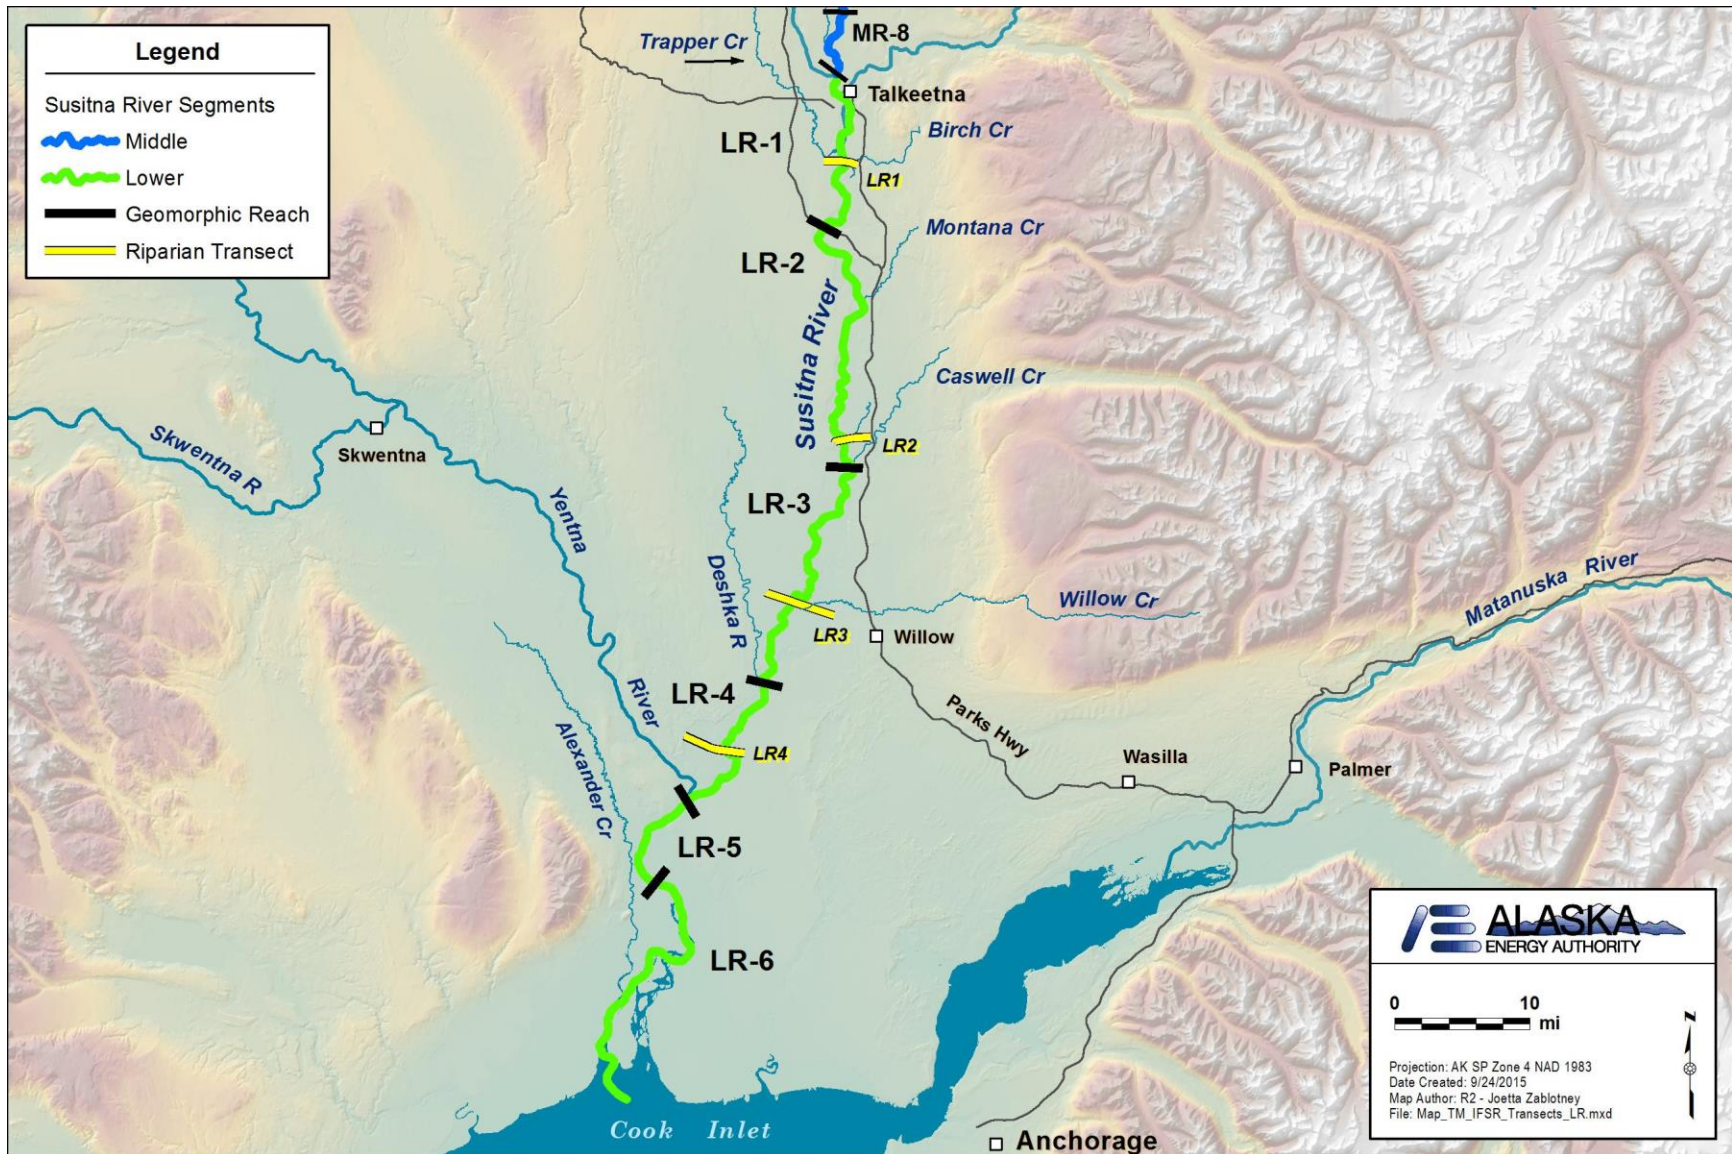 Legend
Susitna River Segments
Middle
Lower
Geomorphic Reach
Riparian Transect
MR-8
Trapper Cr
Talkeetna
Birch Cr
LR-1
LR1
Montana Cr
LR-2
Susitna River
Caswell Cr
Skwentna R
Skwentna
LR2
LR-3
Yentna
River
Deshka R
Willow Cr
Matanuska River
LR3
Willow
LR-4
Alexander Cr
LR4
Parks Hwy
Wasilla
Palmer
LR-5
LR-6
Cook Inlet
Anchorage
ALASKA
ENERGY AUTHORITY
0 10
mi
N
Projection: AK SP Zone 4 NAD 1983
Date Created: 9/24/2015
Map Author: R2 - Joetta Zablotney
File: Map_TM_IFSR_Transects_LR.mxd